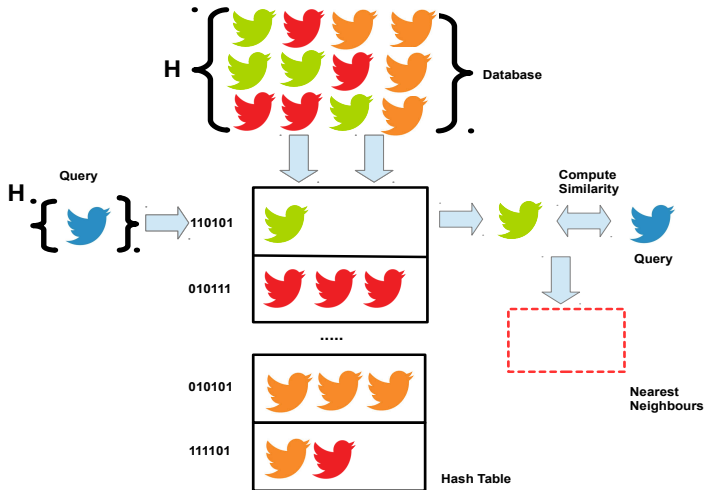 H
Database
Query
H
Compute
Similarity
110101
Query
010111
.....
010101
Nearest
Neighbours
111101
Hash Table